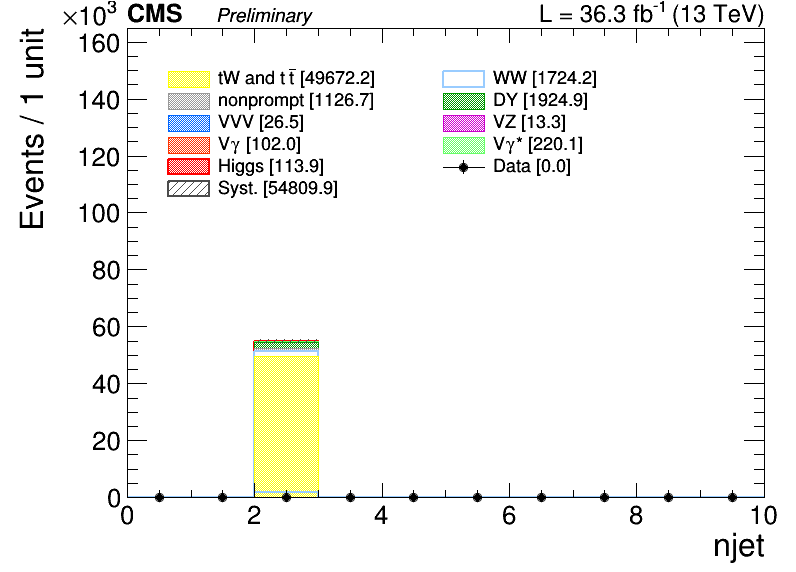 ×10³ CMS Preliminary L = 36.3 fb⁻¹ (13 TeV)
Events / 1 unit
160
140
120
100
80
60
40
20
0
tW and tt̅ [49672.2]
nonprompt [1126.7]
VVV [26.5]
Vγ [102.0]
Higgs [113.9]
Syst. [54809.9]
WW [1724.2]
DY [1924.9]
VZ [13.3]
Vγ* [220.1]
Data [0.0]
0 2 4 6 8 10
njet